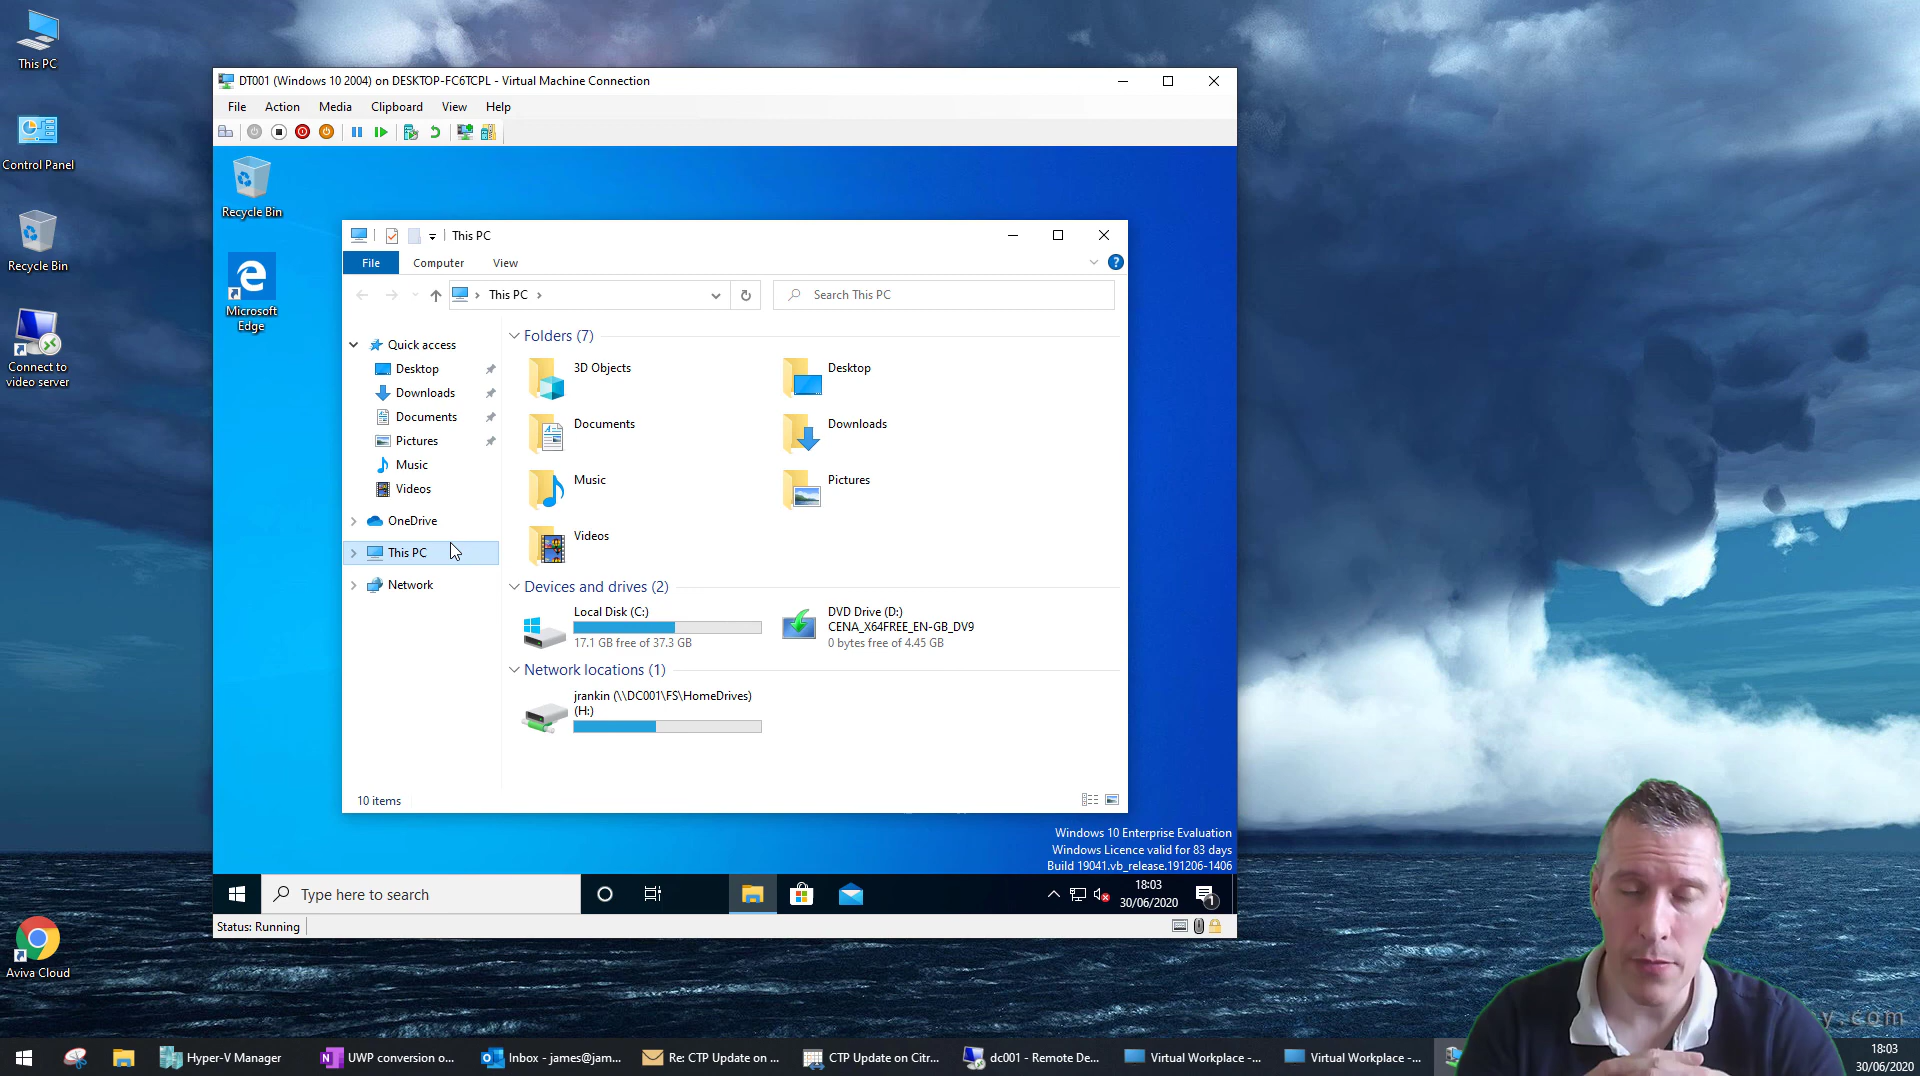 This PC
Control Panel
Recycle Bin
Connect to
video server
Aviva Cloud
DT001 (Windows 10 2004) on DESKTOP-FC6TCPL - Virtual Machine Connection
File Action Media Clipboard View Help
Recycle Bin
Microsoft
Edge
This PC
File Computer View
This PC
Search This PC
Quick access
Desktop
Downloads
Documents
Pictures
Music
Videos
OneDrive
This PC
Network
Folders (7)
3D Objects
Desktop
Documents
Downloads
Music
Pictures
Videos
Devices and drives (2)
Local Disk (C:)
17.1 GB free of 37.3 GB
DVD Drive (D:)
CENA_X64FREE_EN-GB_DV9
0 bytes free of 4.45 GB
Network locations (1)
jrankin (\\DC001\FS\HomeDrives)
(H:)
10 items
Windows 10 Enterprise Evaluation
Windows Licence valid for 83 days
Build 19041.vb_release.191206-1406
Type here to search
18:03
30/06/2020
1
Status: Running
y.com
Hyper-V Manager
UWP conversion o...
Inbox - james@jam...
Re: CTP Update on ...
CTP Update on Citr...
dc001 - Remote De...
Virtual Workplace -...
Virtual Workplace -...
18:03
30/06/2020